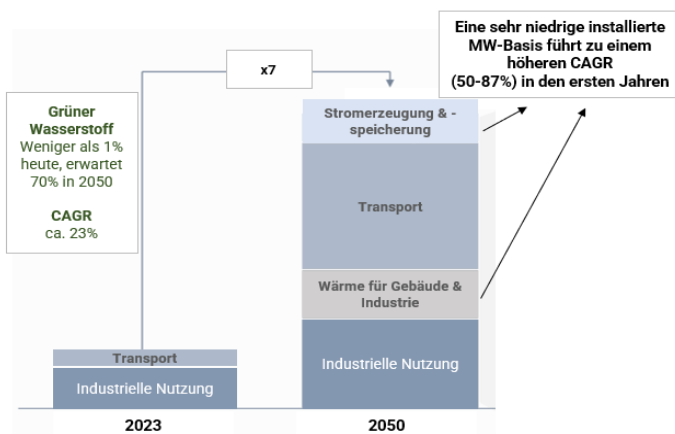 Eine sehr niedrige installierte
MW-Basis führt zu einem
höheren CAGR
(50-87%) in den ersten Jahren
x7
Grüner
Wasserstoff
Weniger als 1%
heute, erwartet
70% in 2050
CAGR
ca. 23%
Stromerzeugung & -
speicherung
Transport
Wärme für Gebäude &
Industrie
Industrielle Nutzung
Transport
Industrielle Nutzung
2023
2050